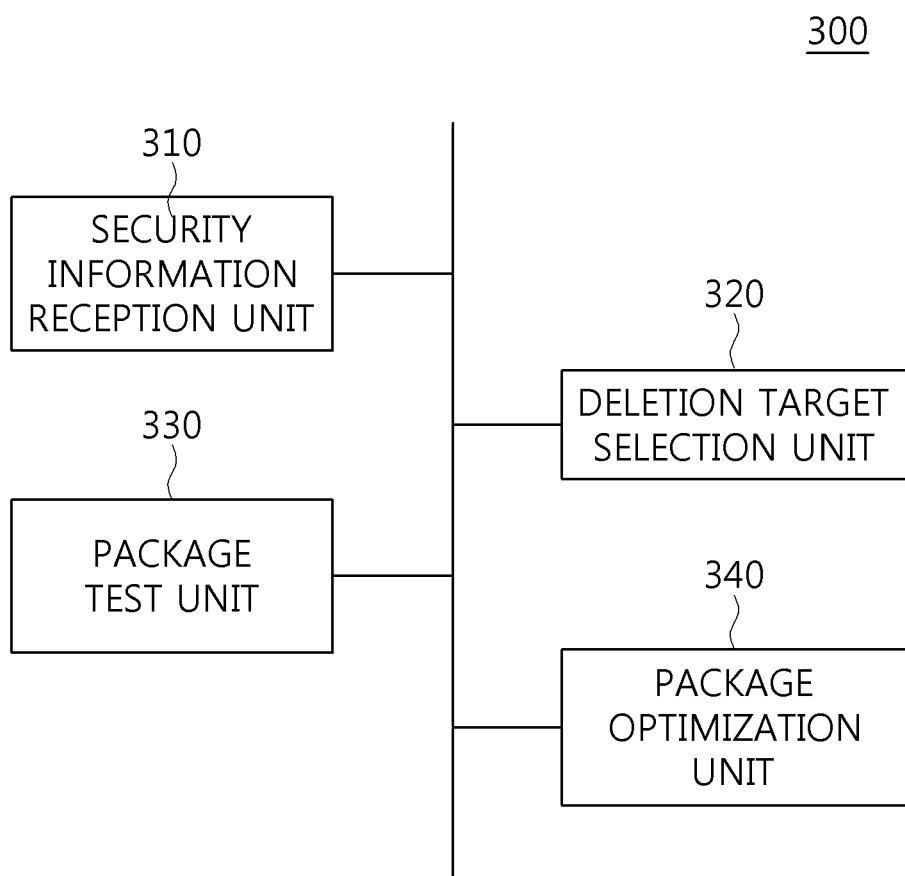 300
310
SECURITY
INFORMATION
RECEPTION UNIT
320
DELETION TARGET
SELECTION UNIT
330
PACKAGE
TEST UNIT
340
PACKAGE
OPTIMIZATION
UNIT